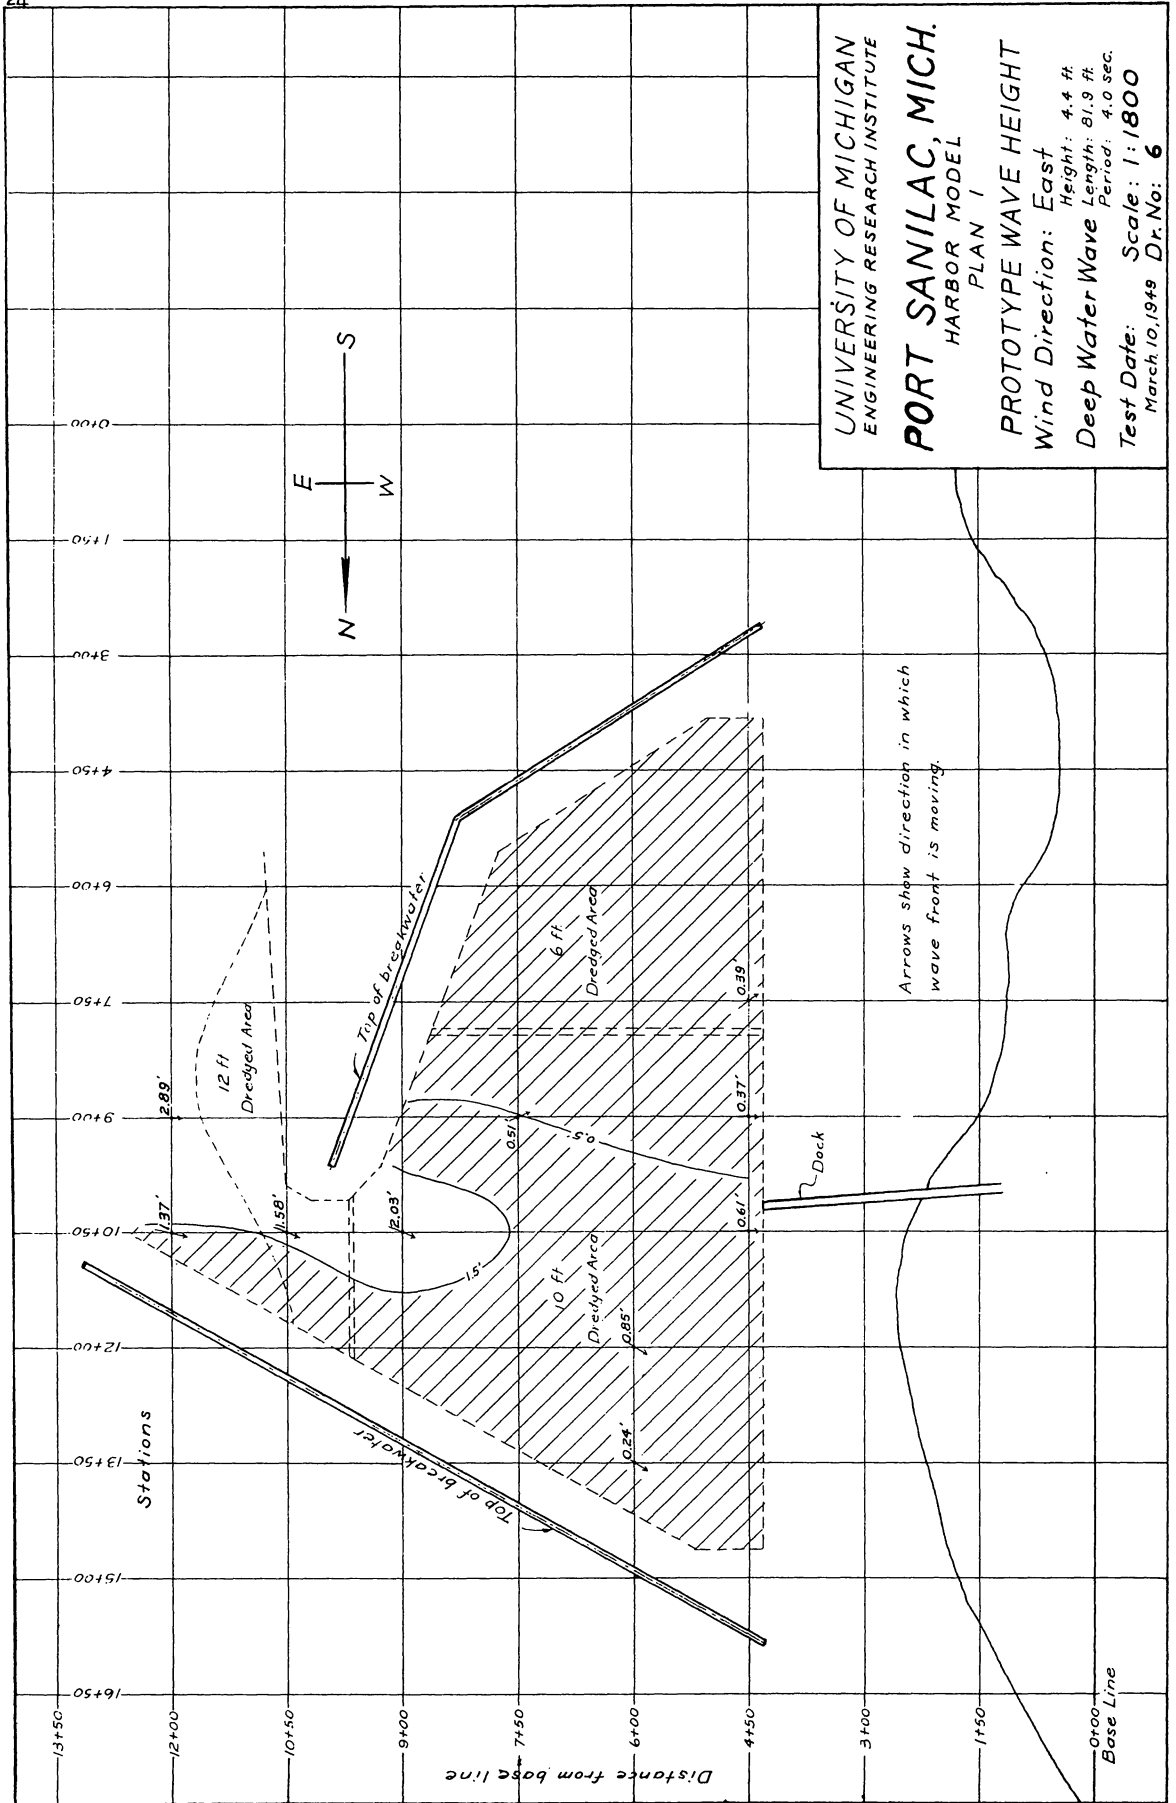 24
UNIVERSITY OF MICHIGAN
ENGINEERING RESEARCH INSTITUTE
PORT SANILAC, MICH.
HARBOR MODEL
PLAN 1
PROTOTYPE WAVE HEIGHT
Wind Direction: East
Deep Water Wave
Height: 4.4 ft.
Length: 81.9 ft.
Period: 4.0 sec.
Test Date:
March 10, 1949
Scale: 1:1800
Dr. No: 6
Stations
16+50
15+00
13+50
12+00
10+50
9+00
7+50
6+00
4+50
3+00
1+50
0+00
Distance from base line
13+50
12+00
10+50
9+00
7+50
6+00
4+50
3+00
1+50
0+00
Base Line
N
E
W
S
Top of breakwater
Top of breakwater
12 ft
Dredged Area
6 ft
Dredged Area
10 ft
Dredged Area
1.37'
2.89'
1.58'
2.03'
0.51'
0.5'
1.5'
0.85'
0.24'
0.61'
0.37'
0.39'
Dock
Arrows show direction in which
wave front is moving.